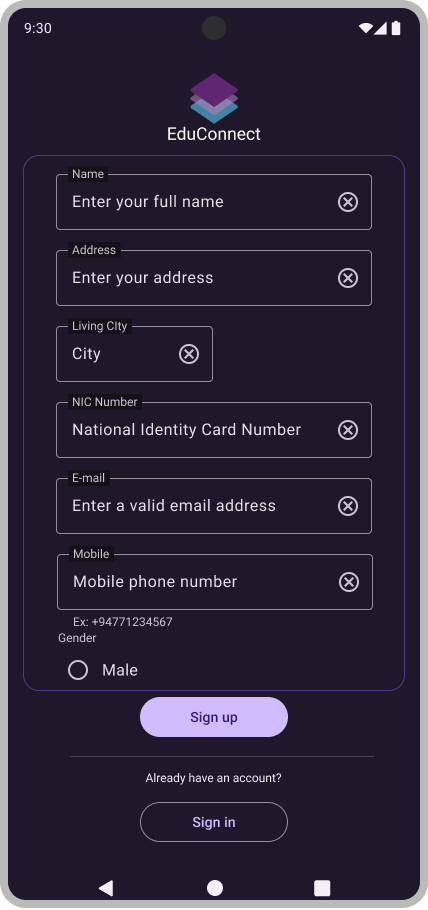 9:30
EduConnect
Name
Enter your full name
Address
Enter your address
Living CIty
City
NIC Number
National Identity Card Number
E-mail
Enter a valid email address
Mobile
Mobile phone number
Ex: +94771234567
Gender
Male
Sign up
Already have an account?
Sign in